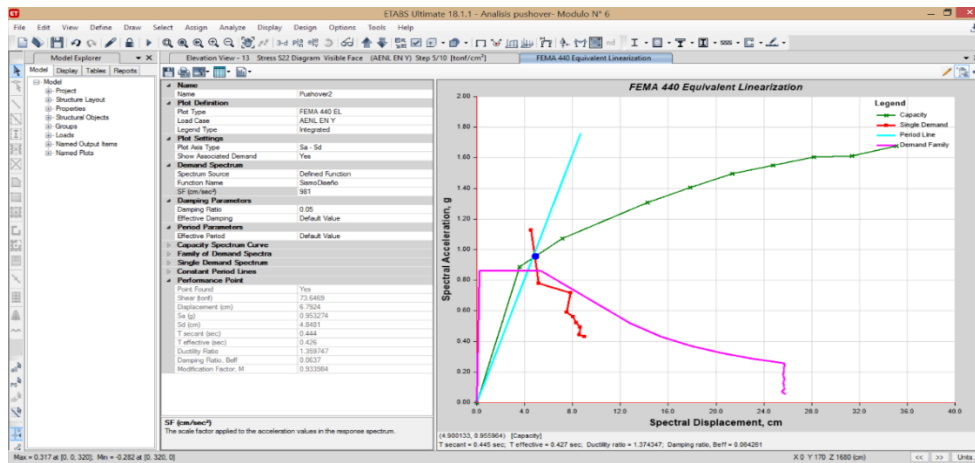 ETABS Ultimate 18.1.1 - Analisis pushover- Modulo N° 6
File Edit View Define Draw Select Assign Analyze Display Design Options Tools Help
Model Explorer
Elevation View - 13 Stress S22 Diagram Visible Face (AENL EN Y) Step 5/10 [tonf/cm²]
FEMA 440 Equivalent Linearization
Model Display Tables Reports
Model
Project
Structure Layout
Properties
Structural Objects
Groups
Loads
Named Output Items
Named Plots
Name
Name Pushover2
Plot Definition
Plot Type FEMA 440 EL
Load Case AENL EN Y
Legend Type Integrated
Plot Settings
Plot Axis Type Sa - Sd
Show Associated Demand Yes
Demand Spectrum
Spectrum Source Defined Function
Function Name SismoDiseño
SF (cm/sec²) 981
Damping Parameters
Damping Ratio 0.05
Effective Damping Default Value
Period Parameters
Effective Period Default Value
Capacity Spectrum Curve
Family of Demand Spectra
Single Demand Spectrum
Constant Period Lines
Performance Point
Point Found Yes
Shear (tonf) 73.6469
Displacement (cm) 6.7924
Sa (g) 0.953274
Sd (cm) 4.8481
T secant (sec) 0.444
T effective (sec) 0.426
Ductility Ratio 1.359747
Damping Ratio, Beff 0.0637
Modification Factor, M 0.933984
SF (cm/sec²)
The scale factor applied to the acceleration values in the response spectrum.
FEMA 440 Equivalent Linearization
Legend
Capacity
Single Demand
Period Line
Demand Family
Spectral Acceleration, g
2.00
1.80
1.60
1.40
1.20
1.00
0.80
0.60
0.40
0.20
0.00
0.0 4.0 8.0 12.0 16.0 20.0 24.0 28.0 32.0 36.0 40.0
Spectral Displacement, cm
(4.900133, 0.955964) [Capacity]
T secant = 0.445 sec; T effective = 0.427 sec; Ductility ratio = 1.374347; Damping ratio, Beff = 0.064261
Max = 0.317 at [0, 0, 320]; Min = -0.282 at [0, 320, 0]
X 0 Y 170 Z 1680 (cm)
<< >> Units